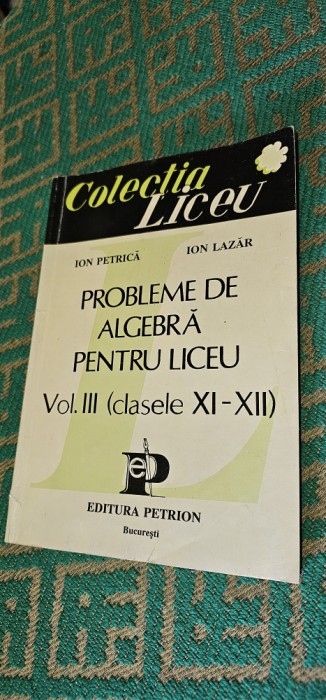 Colecția
Liceu
ION PETRICĂ
ION LAZĂR
PROBLEME DE
ALGEBRĂ
PENTRU LICEU
Vol. III (clasele XI-XII)
eP
EDITURA PETRION
București